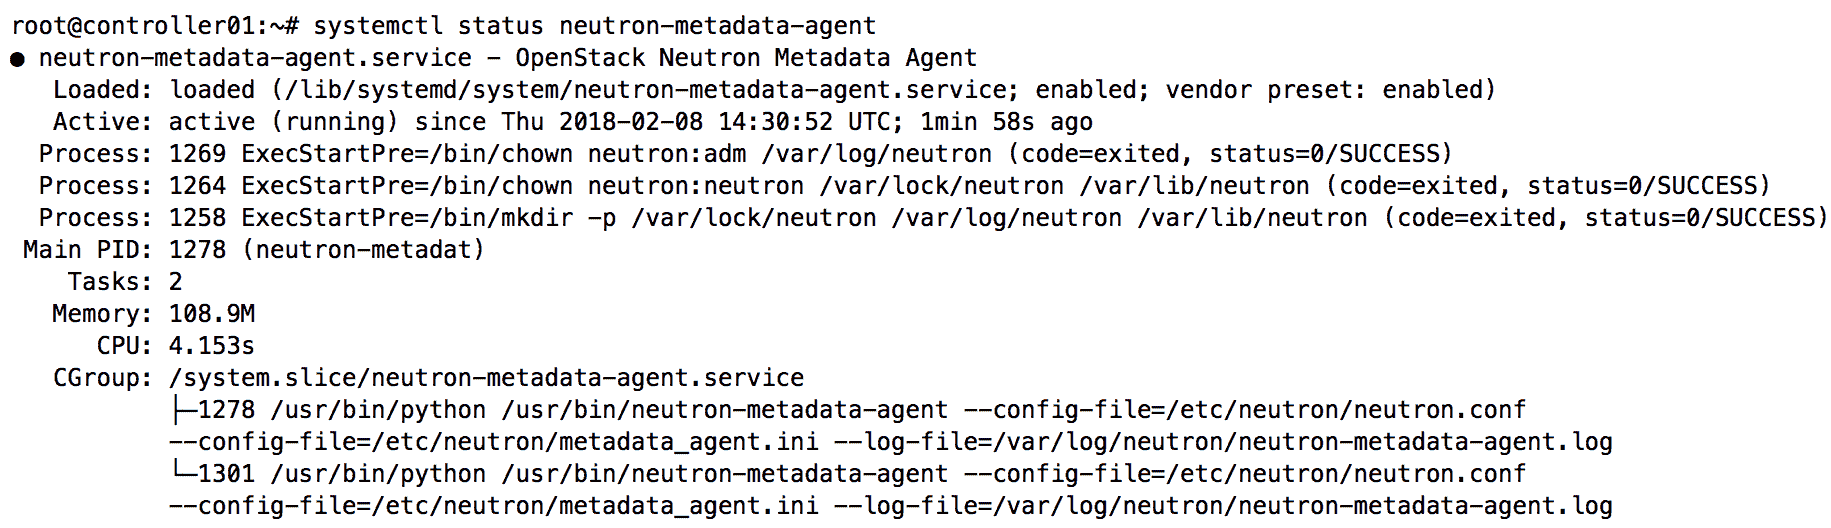 root@controller01:~# systemctl status neutron-metadata-agent
● neutron-metadata-agent.service - OpenStack Neutron Metadata Agent
   Loaded: loaded (/lib/systemd/system/neutron-metadata-agent.service; enabled; vendor preset: enabled)
   Active: active (running) since Thu 2018-02-08 14:30:52 UTC; 1min 58s ago
  Process: 1269 ExecStartPre=/bin/chown neutron:adm /var/log/neutron (code=exited, status=0/SUCCESS)
  Process: 1264 ExecStartPre=/bin/chown neutron:neutron /var/lock/neutron /var/lib/neutron (code=exited, status=0/SUCCESS)
  Process: 1258 ExecStartPre=/bin/mkdir -p /var/lock/neutron /var/log/neutron /var/lib/neutron (code=exited, status=0/SUCCESS)
 Main PID: 1278 (neutron-metadat)
    Tasks: 2
   Memory: 108.9M
      CPU: 4.153s
   CGroup: /system.slice/neutron-metadata-agent.service
           ├─1278 /usr/bin/python /usr/bin/neutron-metadata-agent --config-file=/etc/neutron/neutron.conf
           --config-file=/etc/neutron/metadata_agent.ini --log-file=/var/log/neutron/neutron-metadata-agent.log
           └─1301 /usr/bin/python /usr/bin/neutron-metadata-agent --config-file=/etc/neutron/neutron.conf
           --config-file=/etc/neutron/metadata_agent.ini --log-file=/var/log/neutron/neutron-metadata-agent.log